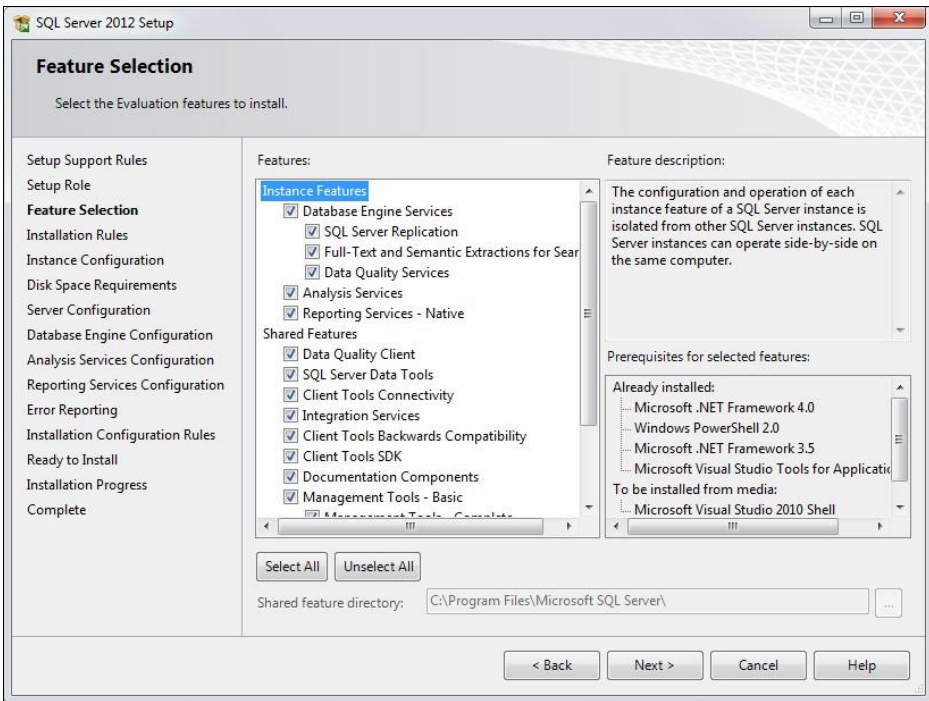 SQL Server 2012 Setup
Feature Selection
Select the Evaluation features to install.
Setup Support Rules
Setup Role
Feature Selection
Installation Rules
Instance Configuration
Disk Space Requirements
Server Configuration
Database Engine Configuration
Analysis Services Configuration
Reporting Services Configuration
Error Reporting
Installation Configuration Rules
Ready to Install
Installation Progress
Complete
Features:
Instance Features
Database Engine Services
SQL Server Replication
Full-Text and Semantic Extractions for Sear
Data Quality Services
Analysis Services
Reporting Services - Native
Shared Features
Data Quality Client
SQL Server Data Tools
Client Tools Connectivity
Integration Services
Client Tools Backwards Compatibility
Client Tools SDK
Documentation Components
Management Tools - Basic
Management Tools - Complete
Feature description:
The configuration and operation of each
instance feature of a SQL Server instance is
isolated from other SQL Server instances. SQL
Server instances can operate side-by-side on
the same computer.
Prerequisites for selected features:
Already installed:
Microsoft .NET Framework 4.0
Windows PowerShell 2.0
Microsoft .NET Framework 3.5
Microsoft Visual Studio Tools for Applicatic
To be installed from media:
Microsoft Visual Studio 2010 Shell
Select All
Unselect All
Shared feature directory:
C:\Program Files\Microsoft SQL Server\
...
< Back
Next >
Cancel
Help